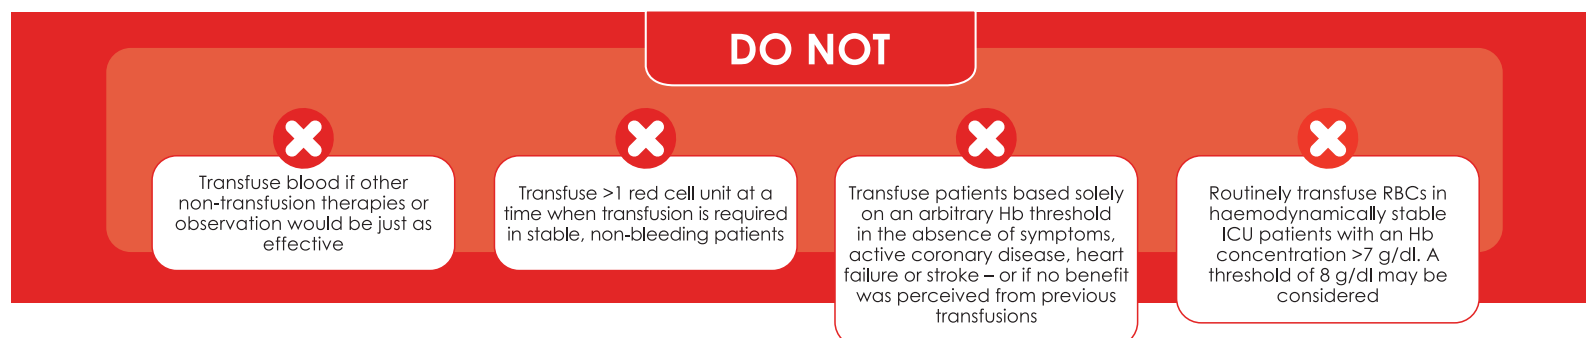 DO NOT
Transfuse blood if other
non-transfusion therapies or
observation would be just as
effective
Transfuse >1 red cell unit at a
time when transfusion is required
in stable, non-bleeding patients
Transfuse patients based solely
on an arbitrary Hb threshold
in the absence of symptoms,
active coronary disease, heart
failure or stroke – or if no benefit
was perceived from previous
transfusions
Routinely transfuse RBCs in
haemodynamically stable
ICU patients with an Hb
concentration >7 g/dl. A
threshold of 8 g/dl may be
considered